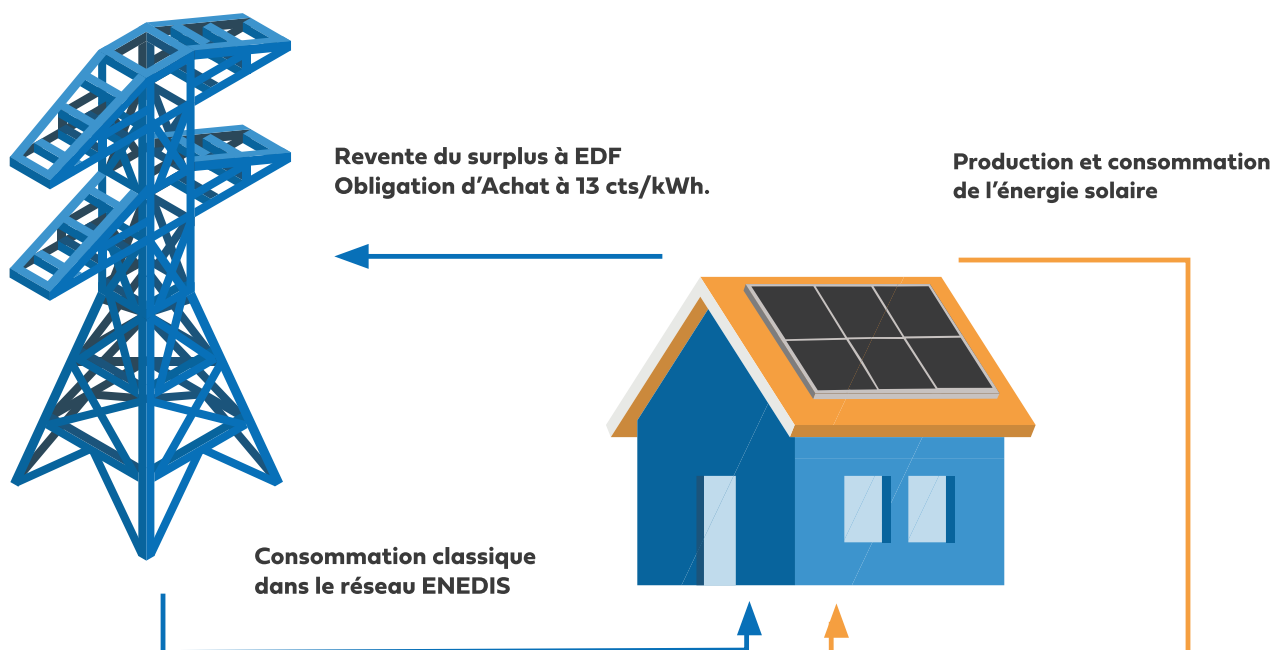 Revente du surplus à EDF
Obligation d’Achat à 13 cts/kWh.
Production et consommation
de l’énergie solaire
Consommation classique
dans le réseau ENEDIS